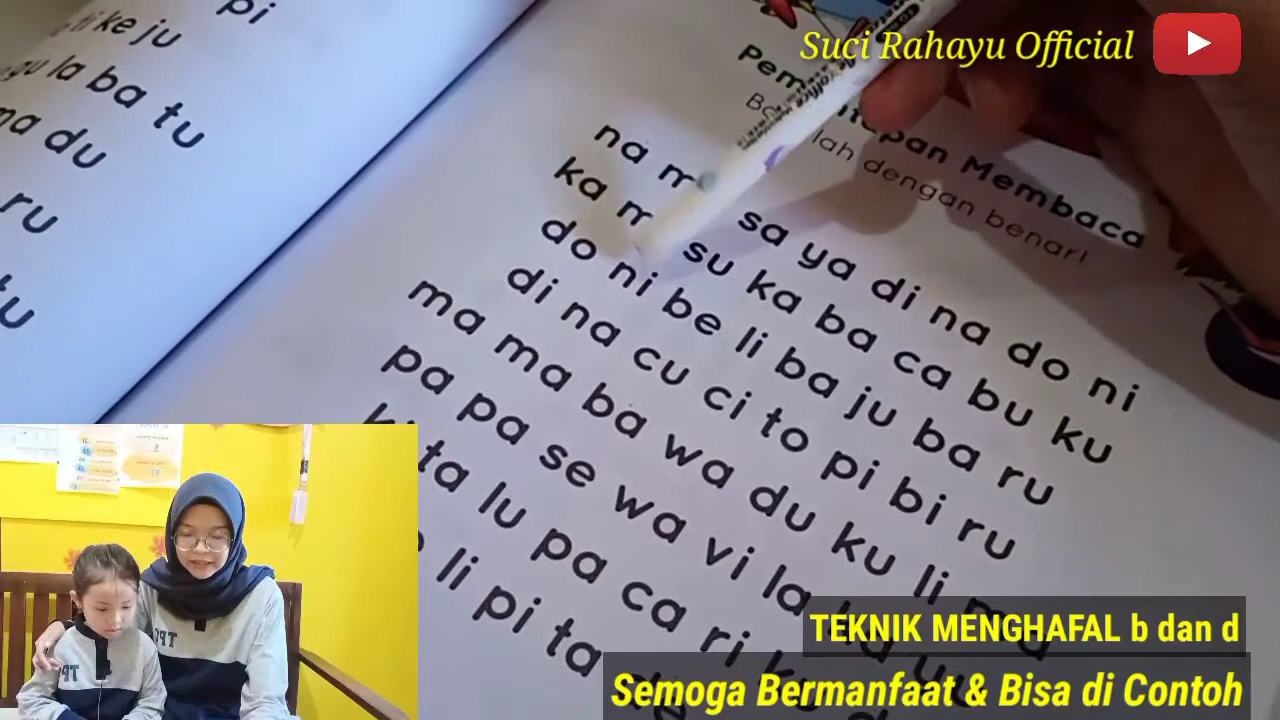 Suci Rahayu Official
pi
ti ke ju
gu la ba tu
ma du
ru
tu
Membaca
dengan benar!
na sa ya di na do ni
ka su ka ba ca bu ku
do ni be li ba ju ba ru
di na cu ci to pi bi ru
ma ma ba wa du ku li ma
pa pa se wa vi la
ta lu pa ca ri
li pi ta
TEKNIK MENGHAFAL b dan d
Semoga Bermanfaat & Bisa di Contoh